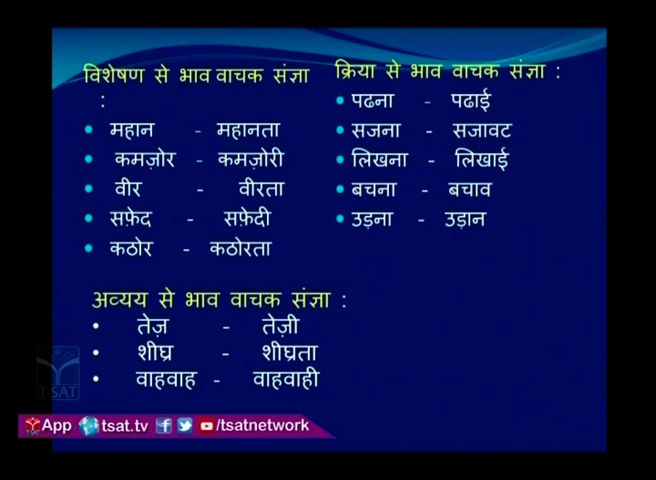 विशेषण से भाव वाचक संज्ञा
:
महान - महानता
कमज़ोर - कमज़ोरी
वीर - वीरता
सफ़ेद - सफ़ेदी
कठोर - कठोरता
क्रिया से भाव वाचक संज्ञा :
पढना - पढाई
सजना - सजावट
लिखना - लिखाई
बचना - बचाव
उड़ना - उड़ान
अव्यय से भाव वाचक संज्ञा :
तेज़ - तेज़ी
शीघ्र - शीघ्रता
वाहवाह - वाहवाही
T SAT
App tsat.tv /tsatnetwork